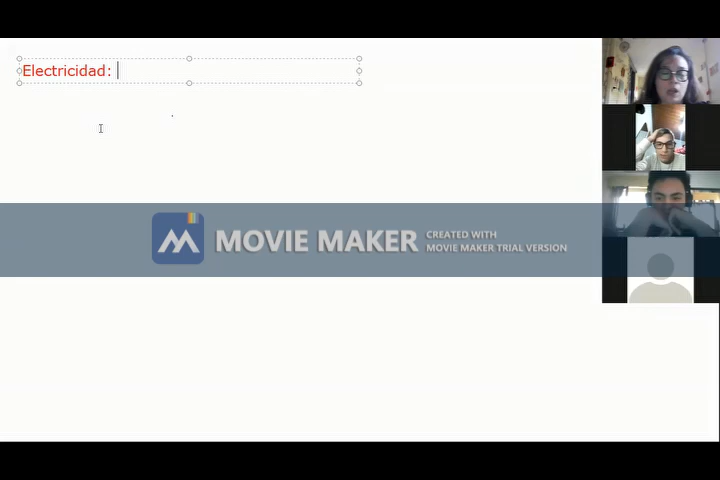 Electricidad:
MOVIE MAKER
CREATED WITH
MOVIE MAKER TRIAL VERSION